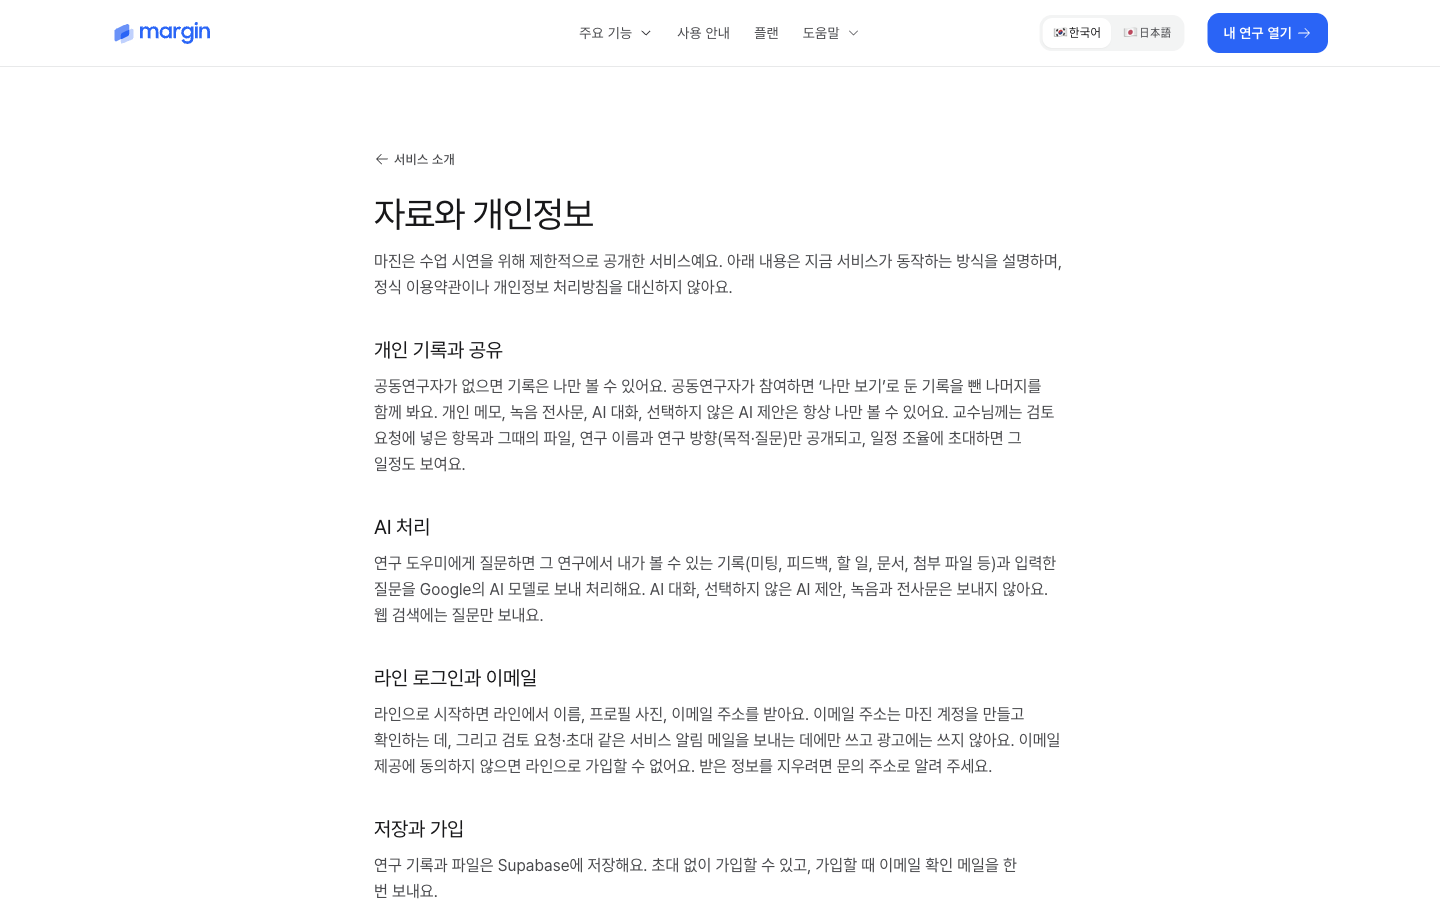 margin
주요 기능
사용 안내
플랜
도움말
한국어
日本語
내 연구 열기 →
← 서비스 소개
자료와 개인정보
마진은 수업 시연을 위해 제한적으로 공개한 서비스예요. 아래 내용은 지금 서비스가 동작하는 방식을 설명하며,
정식 이용약관이나 개인정보 처리방침을 대신하지 않아요.
개인 기록과 공유
공동연구자가 없으면 기록은 나만 볼 수 있어요. 공동연구자가 참여하면 ‘나만 보기’로 둔 기록을 뺀 나머지를
함께 봐요. 개인 메모, 녹음 전사문, AI 대화, 선택하지 않은 AI 제안은 항상 나만 볼 수 있어요. 교수님께는 검토
요청에 넣은 항목과 그때의 파일, 연구 이름과 연구 방향(목적·질문)만 공개되고, 일정 조율에 초대하면 그
일정도 보여요.
AI 처리
연구 도우미에게 질문하면 그 연구에서 내가 볼 수 있는 기록(미팅, 피드백, 할 일, 문서, 첨부 파일 등)과 입력한
질문을 Google의 AI 모델로 보내 처리해요. AI 대화, 선택하지 않은 AI 제안, 녹음과 전사문은 보내지 않아요.
웹 검색에는 질문만 보내요.
라인 로그인과 이메일
라인으로 시작하면 라인에서 이름, 프로필 사진, 이메일 주소를 받아요. 이메일 주소는 마진 계정을 만들고
확인하는 데, 그리고 검토 요청·초대 같은 서비스 알림 메일을 보내는 데에만 쓰고 광고에는 쓰지 않아요. 이메일
제공에 동의하지 않으면 라인으로 가입할 수 없어요. 받은 정보를 지우려면 문의 주소로 알려 주세요.
저장과 가입
연구 기록과 파일은 Supabase에 저장해요. 초대 없이 가입할 수 있고, 가입할 때 이메일 확인 메일을 한
번 보내요.